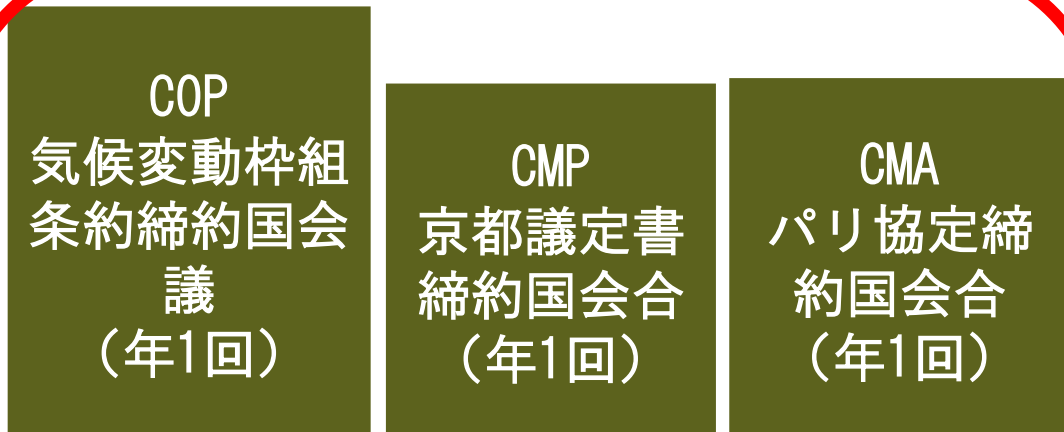 COP
気候変動枠組
条約締約国会
議
（年1回）
CMP
京都議定書
締約国会合
（年1回）
CMA
パリ協定締
約国会合
（年1回）